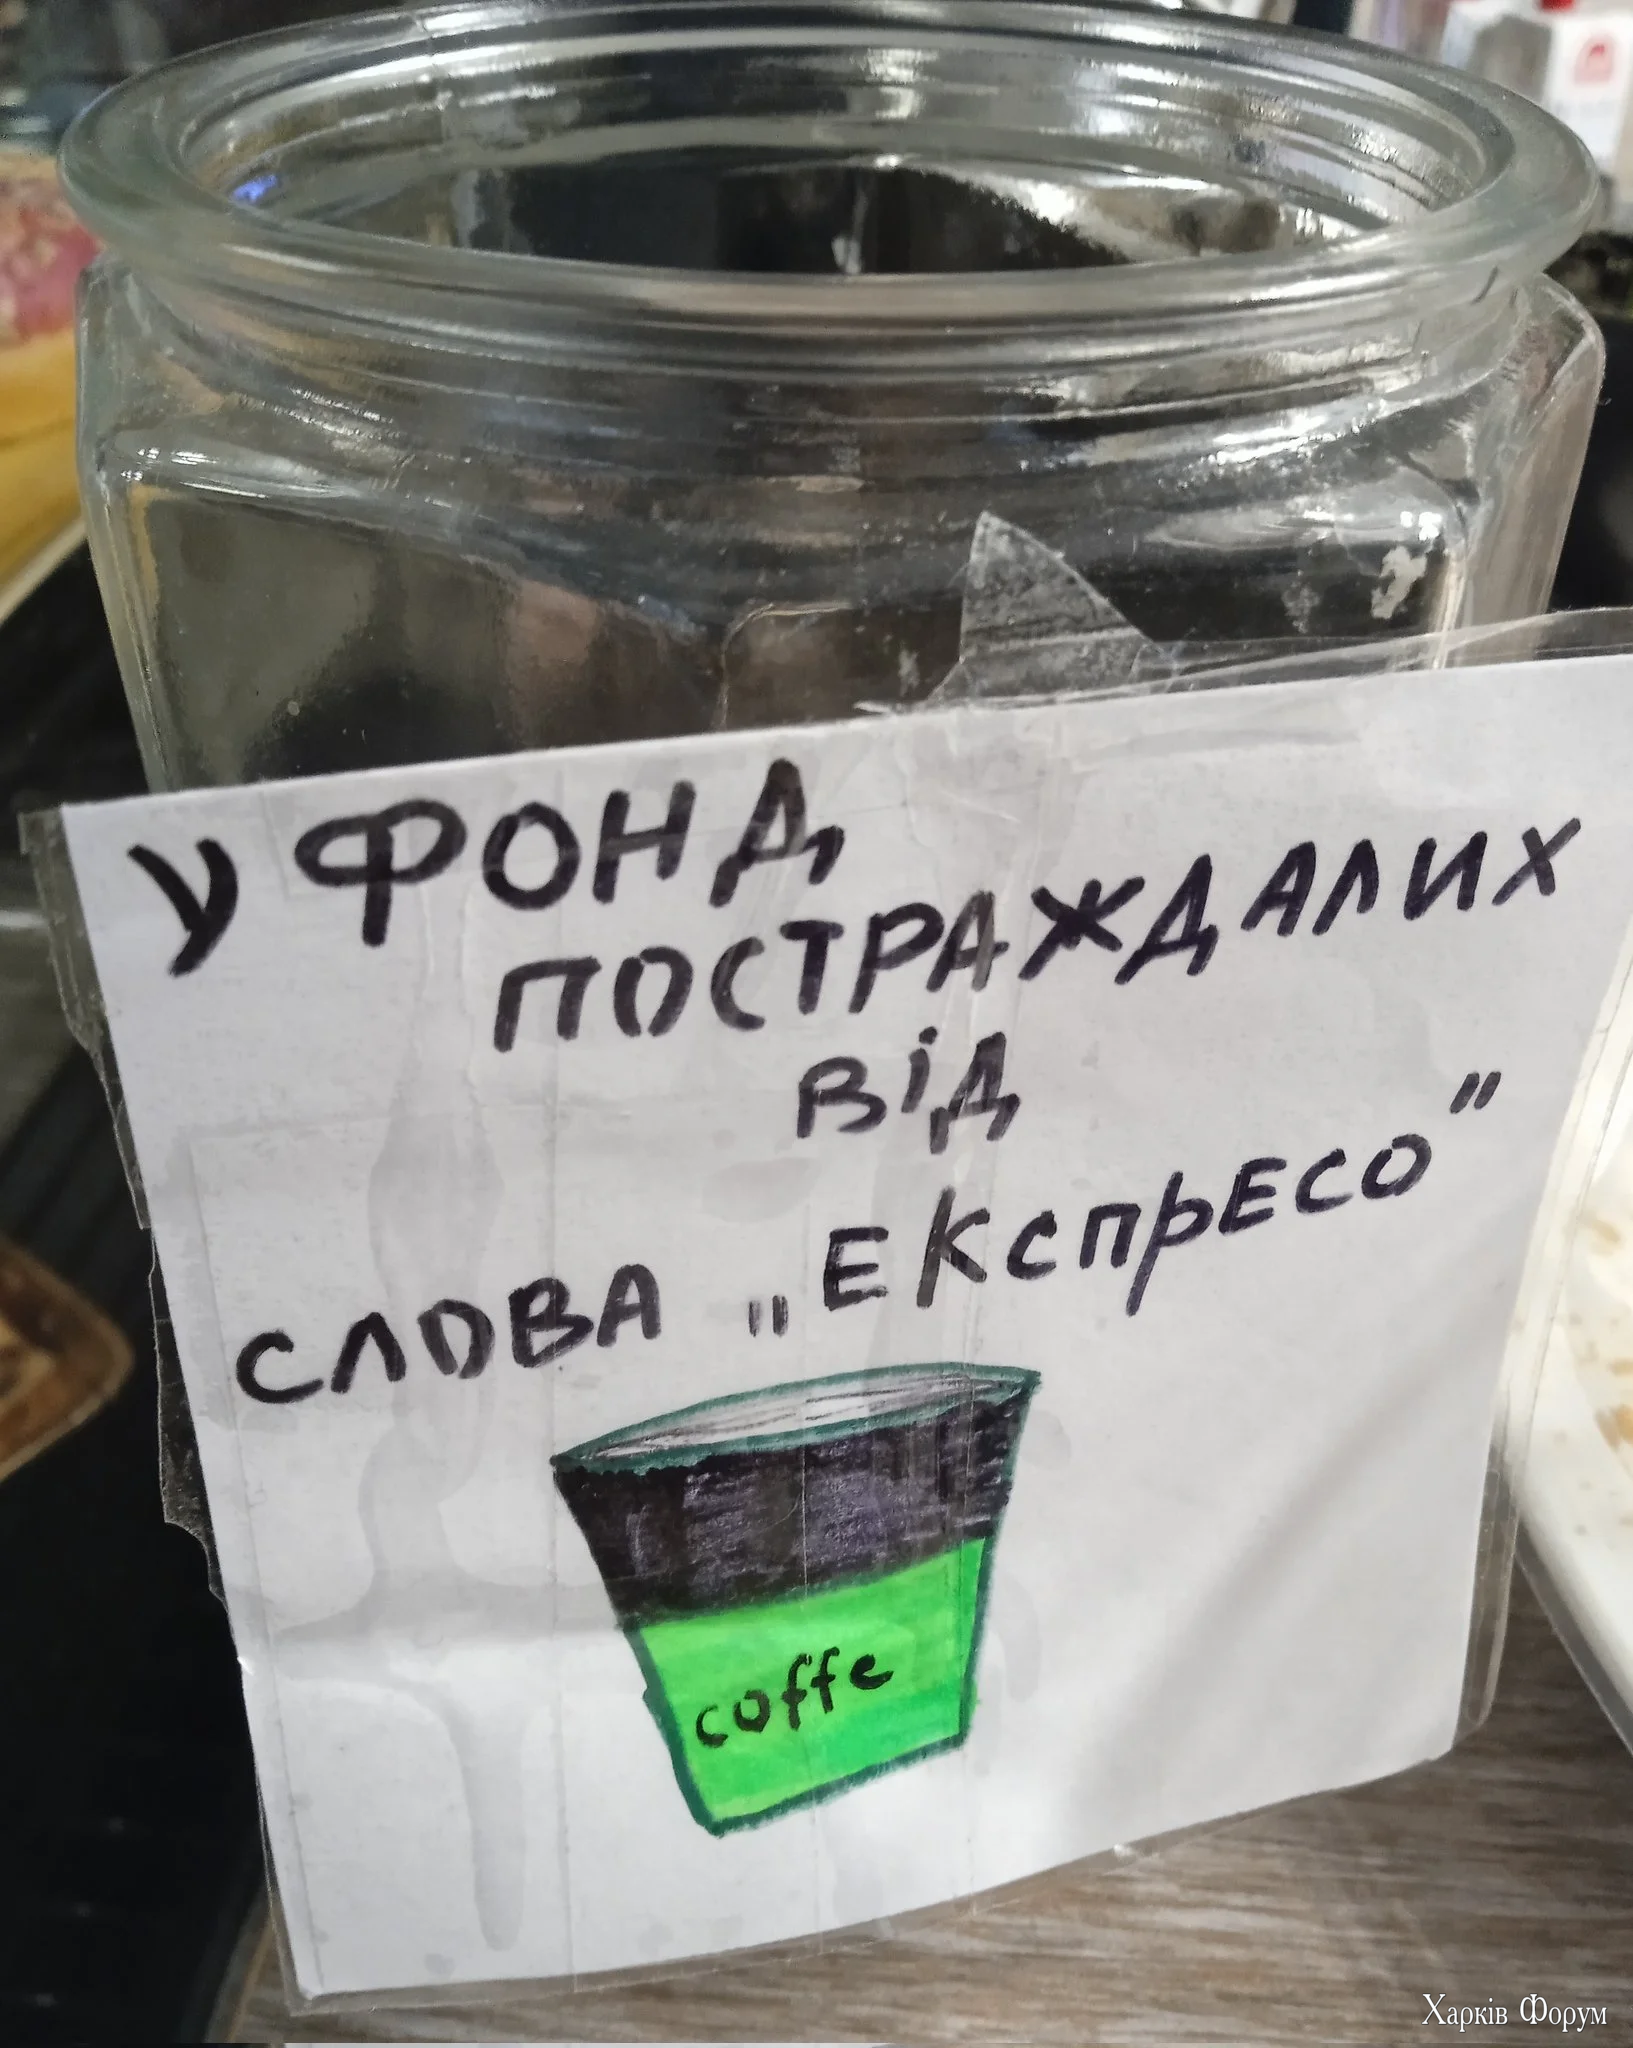 У ФОНД
ПОСТРАЖДАЛИХ
ВІД
СЛОВА „ЕКСПРЕСО"
coffe
Харків Форум